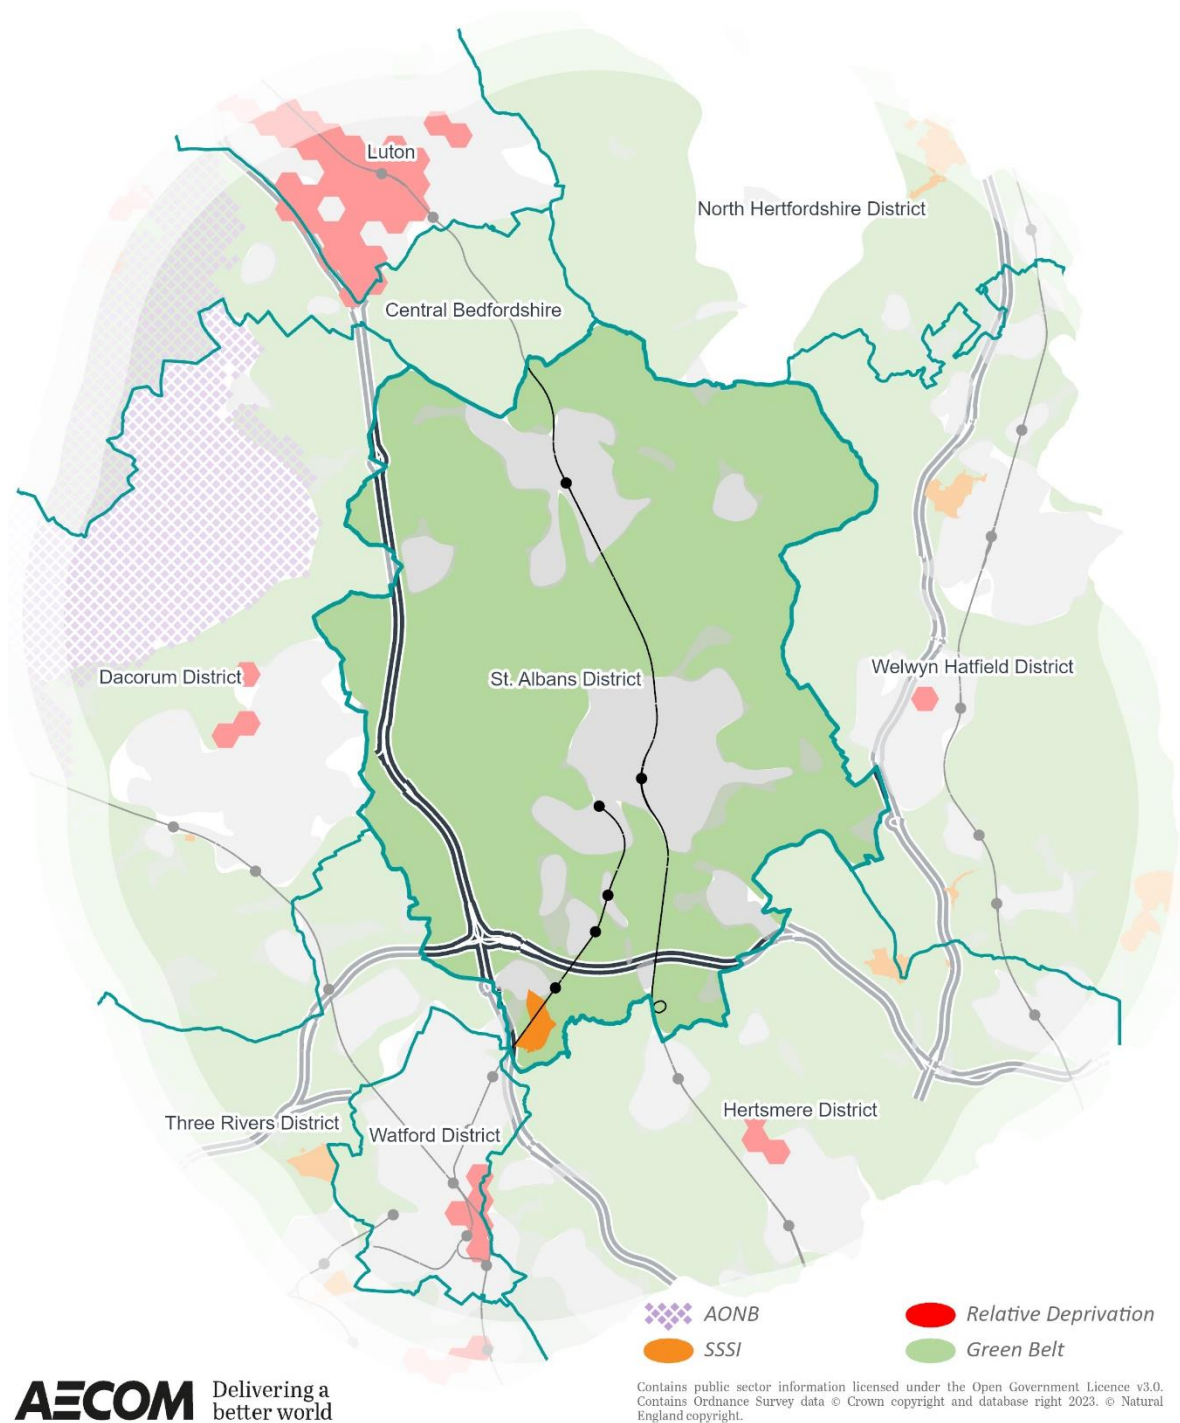 Luton
North Hertfordshire District
Central Bedfordshire
Dacorum District
St. Albans District
Welwyn Hatfield District
Three Rivers District
Watford District
Hertsmere District
AONB
Relative Deprivation
SSSI
Green Belt
AECOM
Delivering a
better world
Contains public sector information licensed under the Open Government Licence v3.0.
Contains Ordnance Survey data © Crown copyright and database right 2023. © Natural
England copyright.